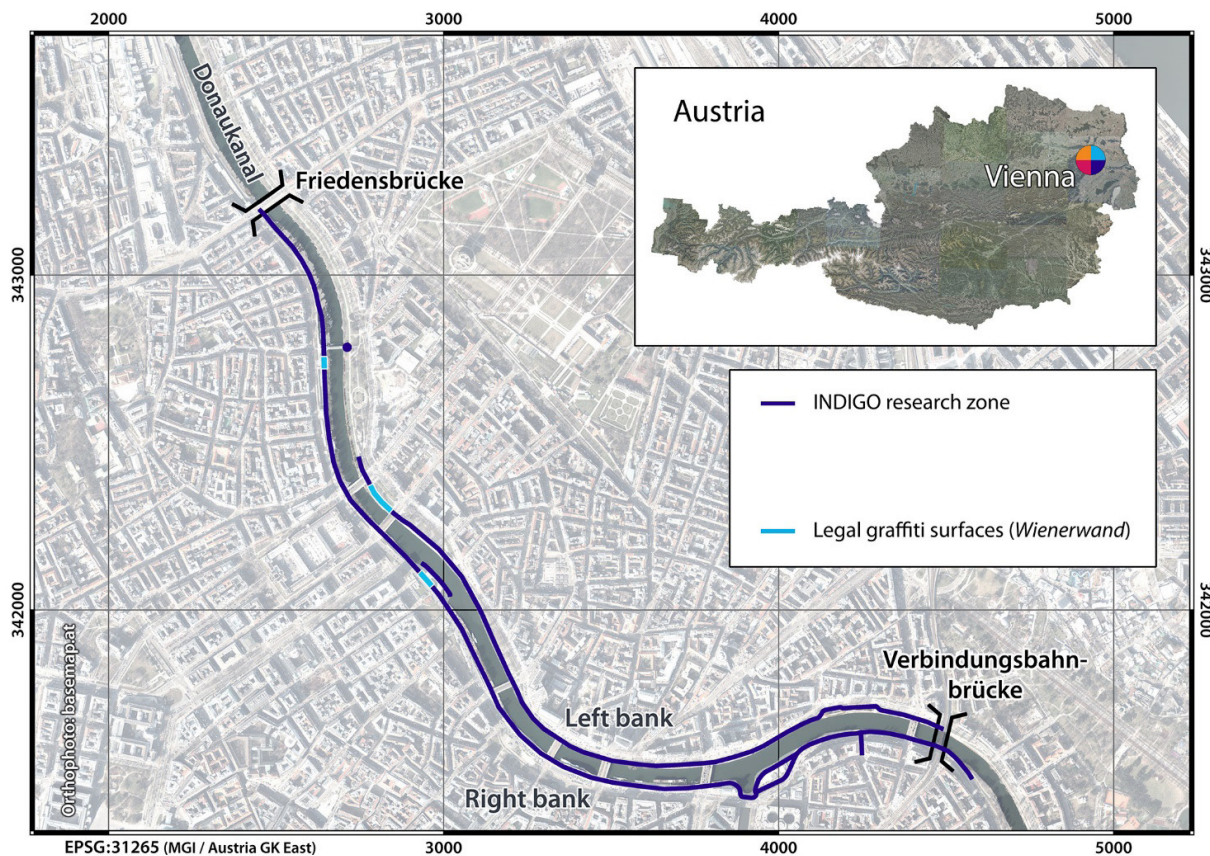 2000
3000
4000
5000
Donaukanal
Friedensbrücke
Austria
Vienna
343000
343000
INDIGO research zone
Legal graffiti surfaces (Wienerwand)
342000
342000
Verbindungsbahn-
brücke
Left bank
Right bank
Orthophoto: basemap.at
EPSG:31265 (MGI / Austria GK East)
3000
4000
5000